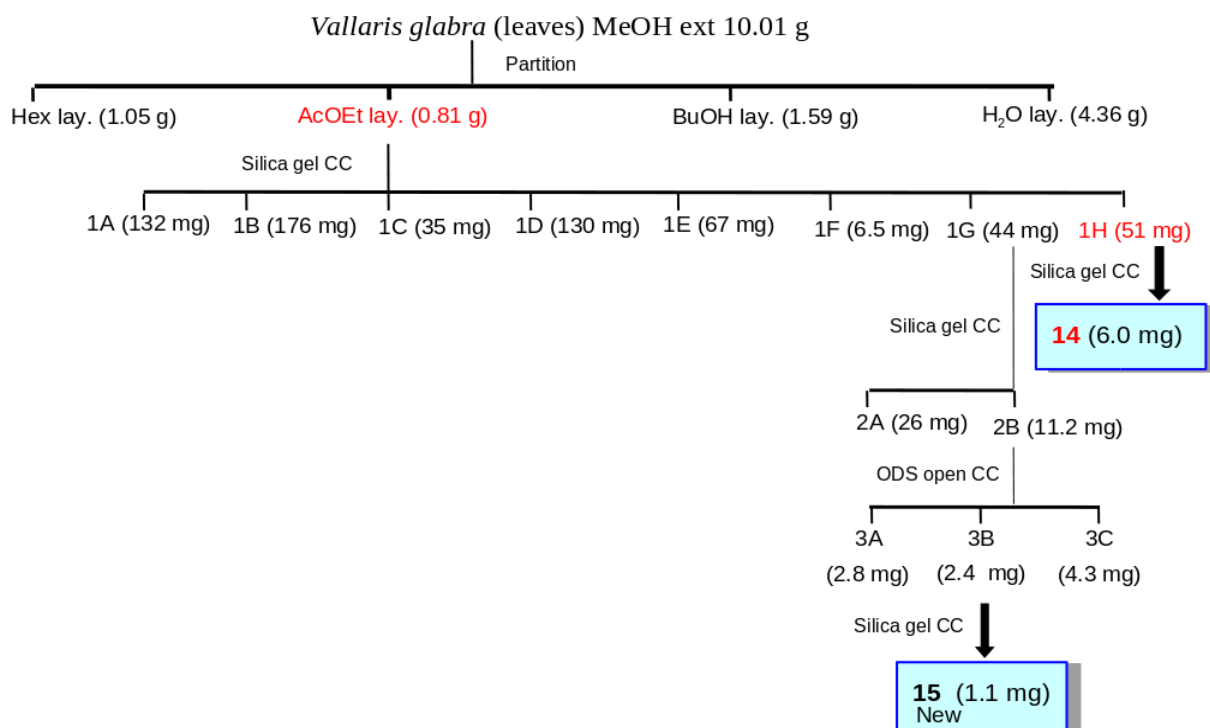 Vallaris glabra (leaves) MeOH ext 10.01 g
Partition
Hex lay. (1.05 g) AcOEt lay. (0.81 g) BuOH lay. (1.59 g) H₂O lay. (4.36 g)
Silica gel CC
1A (132 mg) 1B (176 mg) 1C (35 mg) 1D (130 mg) 1E (67 mg) 1F (6.5 mg) 1G (44 mg) 1H (51 mg)
Silica gel CC
Silica gel CC
14 (6.0 mg)
2A (26 mg) 2B (11.2 mg)
ODS open CC
3A 3B 3C
(2.8 mg) (2.4 mg) (4.3 mg)
Silica gel CC
15 (1.1 mg)
New